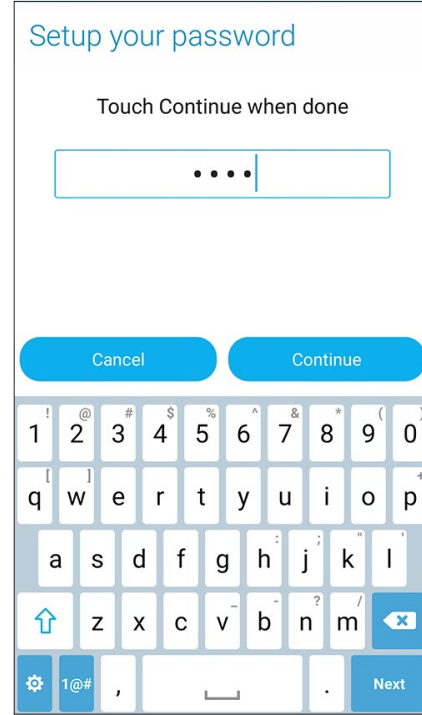 Setup your password
Touch Continue when done
••••
Cancel Continue
! @ # $ % ^ & * ( )
1 2 3 4 5 6 7 8 9 0
[ ] +
q w e r t y u i o p
: ; " '
a s d f g h j k l
_ - ? /
z x c v b n m
1@# , . Next